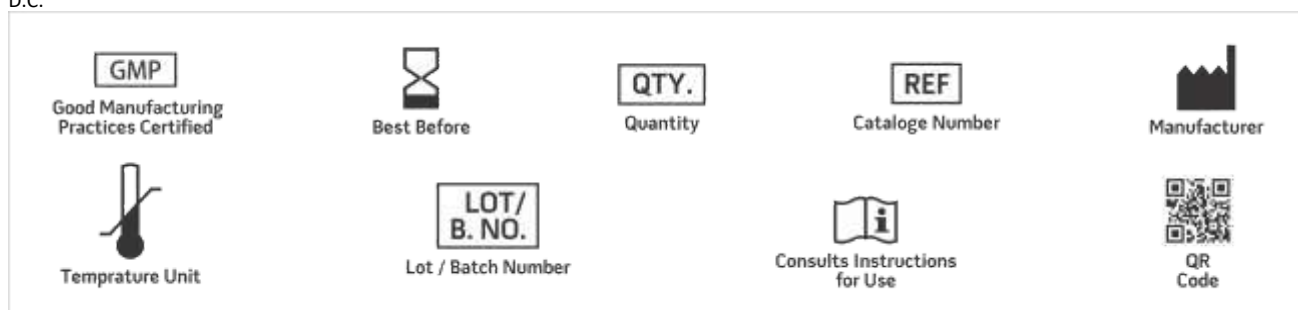 D.C.
GMP
Good Manufacturing
Practices Certified
Best Before
QTY.
Quantity
REF
Cataloge Number
Manufacturer
Temprature Unit
LOT/
B. NO.
Lot / Batch Number
i
Consults Instructions
for Use
QR
Code